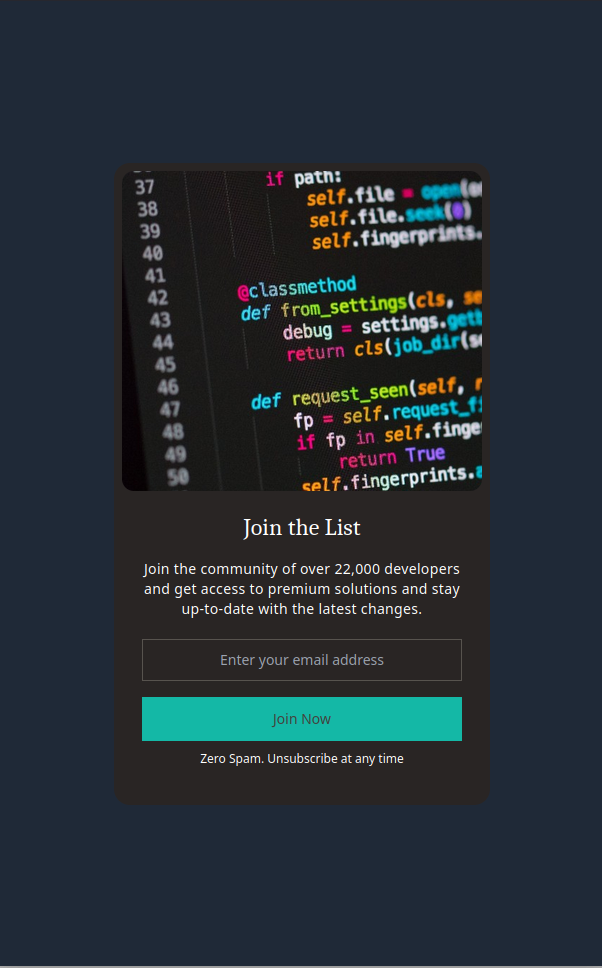 37 if path:
38 self.file = open(
39 self.file.seek(0)
40 self.fingerprints.
41
42 @classmethod
43 def from_settings(cls,
44 debug = settings.
45 return cls(job_dir(
46
47 def request_seen(self,
48 fp = self.
49 if fp in self.
50 return True
self.fingerprints.
Join the List
Join the community of over 22,000 developers
and get access to premium solutions and stay
up-to-date with the latest changes.
Enter your email address
Join Now
Zero Spam. Unsubscribe at any time